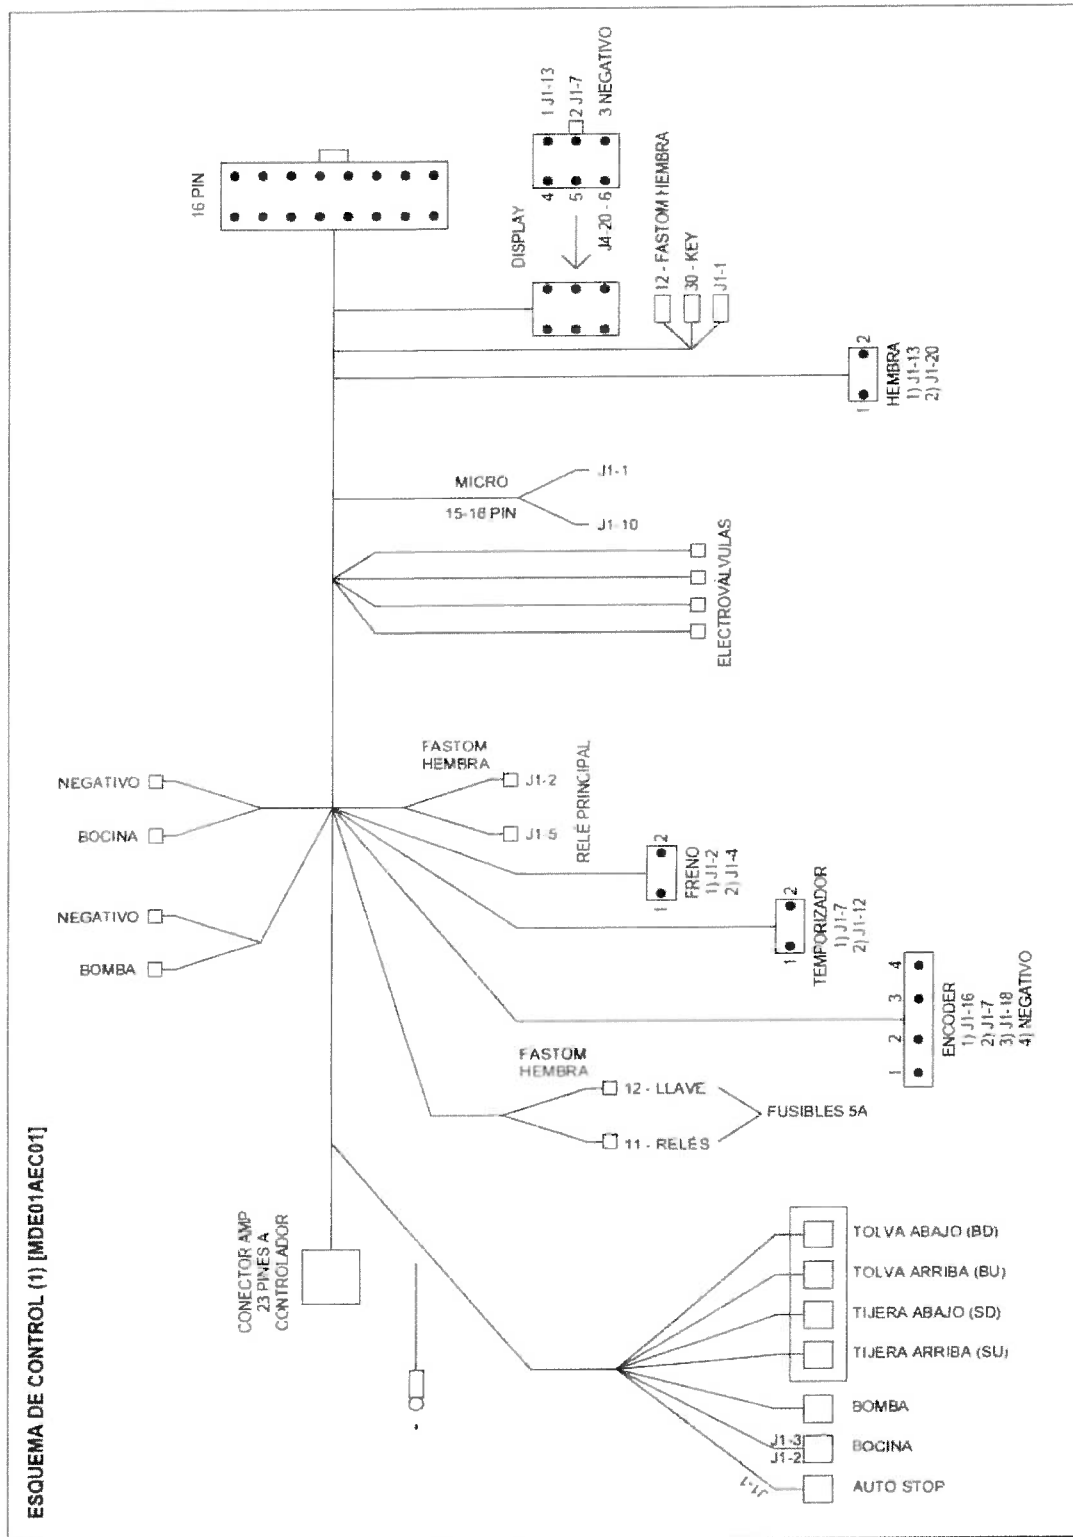 ESQUEMA DE CONTROL (1) [MDE01AEC01]
CONECTOR AMP
23 PINES A
CONTROLADOR
NEGATIVO
BOCINA
NEGATIVO
BOMBA
16 PIN
DISPLAY
4
5
J4-20 - 6
1 J1-13
2 J1-7
3 NEGATIVO
12 - FASTOM HEMBRA
30 - KEY
J1-1
1
2
HEMBRA
1) J1-13
2) J1-20
MICRO
15-16 PIN
J1-1
J1-10
ELECTROVÁLVULAS
FASTOM
HEMBRA
J1-2
J1-5
RELÉ PRINCIPAL
1
2
FRENO
1) J1-2
2) J1-4
1
2
TEMPORIZADOR
1) J1-7
2) J1-12
1
2
3
4
ENCODER
1) J1-16
2) J1-7
3) J1-18
4) NEGATIVO
FASTOM
HEMBRA
12 - LLAVE
11 - RELÉS
FUSIBLES 5A
TOLVA ABAJO (BD)
TOLVA ARRIBA (BU)
TIJERA ABAJO (SD)
TIJERA ARRIBA (SU)
BOMBA
J1-3
J1-2
BOCINA
J1-1
AUTO STOP